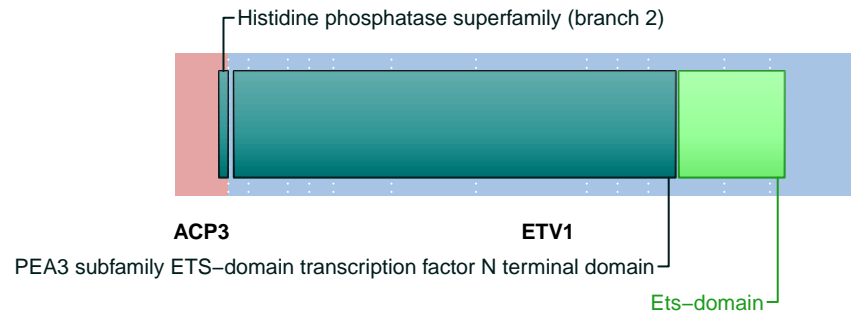 Histidine phosphatase superfamily (branch 2)
ACP3 ETV1
PEA3 subfamily ETS−domain transcription factor N terminal domain
Ets−domain